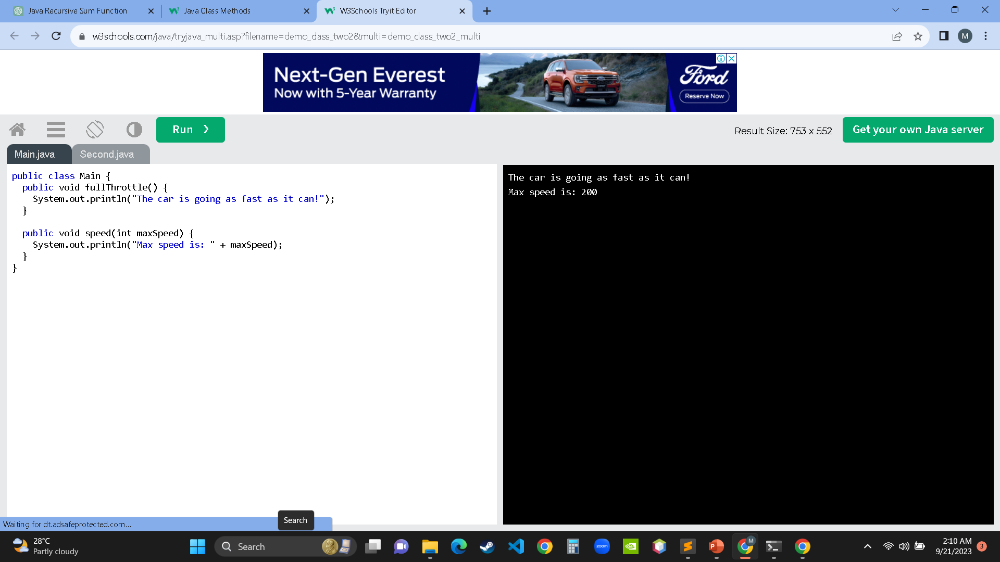 Java Recursive Sum Function
Java Class Methods
W3Schools Tryit Editor
w3schools.com/java/tryjava_multi.asp?filename=demo_class_two2&multi=demo_class_two2_multi
M
Next-Gen Everest
Now with 5-Year Warranty
Ford
Reserve Now
Run ❯
Result Size: 753 x 552
Get your own Java server
Main.java
Second.java
public class Main {
  public void fullThrottle() {
    System.out.println("The car is going as fast as it can!");
  }

  public void speed(int maxSpeed) {
    System.out.println("Max speed is: " + maxSpeed);
  }
}
The car is going as fast as it can!
Max speed is: 200
Waiting for dt.adsafeprotected.com...
Search
28°C
Partly cloudy
Search
zoom
P
M
2:10 AM
9/21/2023
3